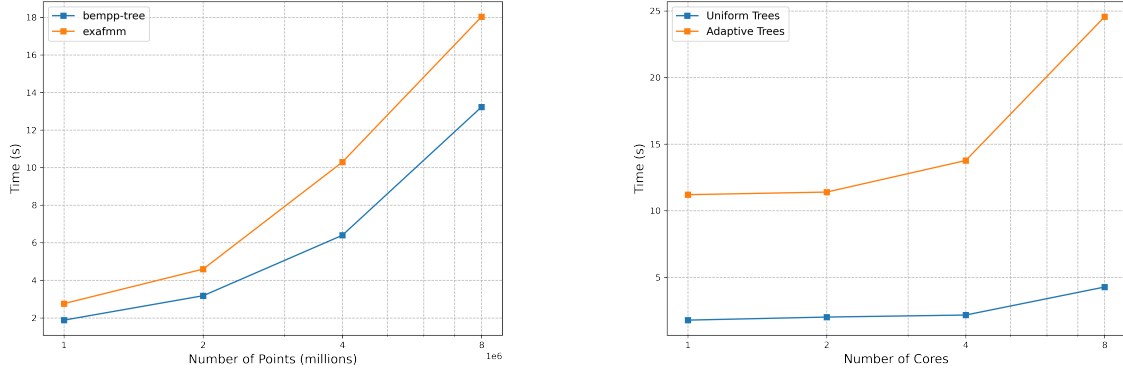 bempp-tree
exafmm
18
16
14
12
10
8
6
4
2
Time (s)
1
2
4
8
1e6
Number of Points (millions)
Uniform Trees
Adaptive Trees
25
20
15
10
5
Time (s)
1
2
4
8
Number of Cores